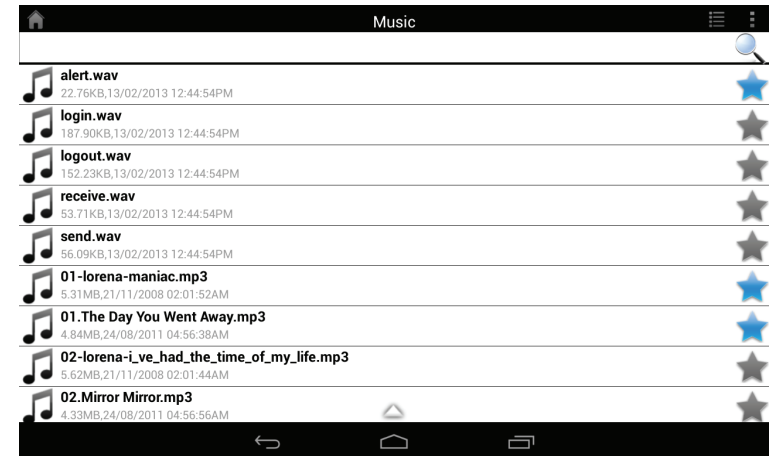 Music
alert.wav
22.76KB,13/02/2013 12:44:54PM
login.wav
187.90KB,13/02/2013 12:44:54PM
logout.wav
152.23KB,13/02/2013 12:44:54PM
receive.wav
53.71KB,13/02/2013 12:44:54PM
send.wav
56.09KB,13/02/2013 12:44:54PM
01-lorena-maniac.mp3
5.31MB,21/11/2008 02:01:52AM
01.The Day You Went Away.mp3
4.84MB,24/08/2011 04:56:38AM
02-lorena-i_ve_had_the_time_of_my_life.mp3
5.62MB,21/11/2008 02:01:44AM
02.Mirror Mirror.mp3
4.33MB,24/08/2011 04:56:56AM